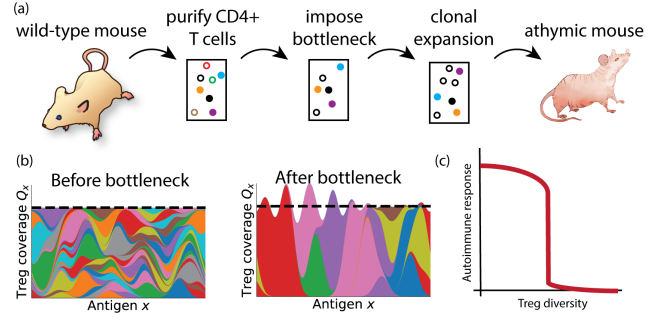 (a)
wild-type mouse
purify CD4+
T cells
impose
bottleneck
clonal
expansion
athymic mouse
(b)
Before bottleneck
Treg coverage Qx
Antigen x
After bottleneck
Treg coverage Qx
Antigen x
(c)
Autoimmune response
Treg diversity